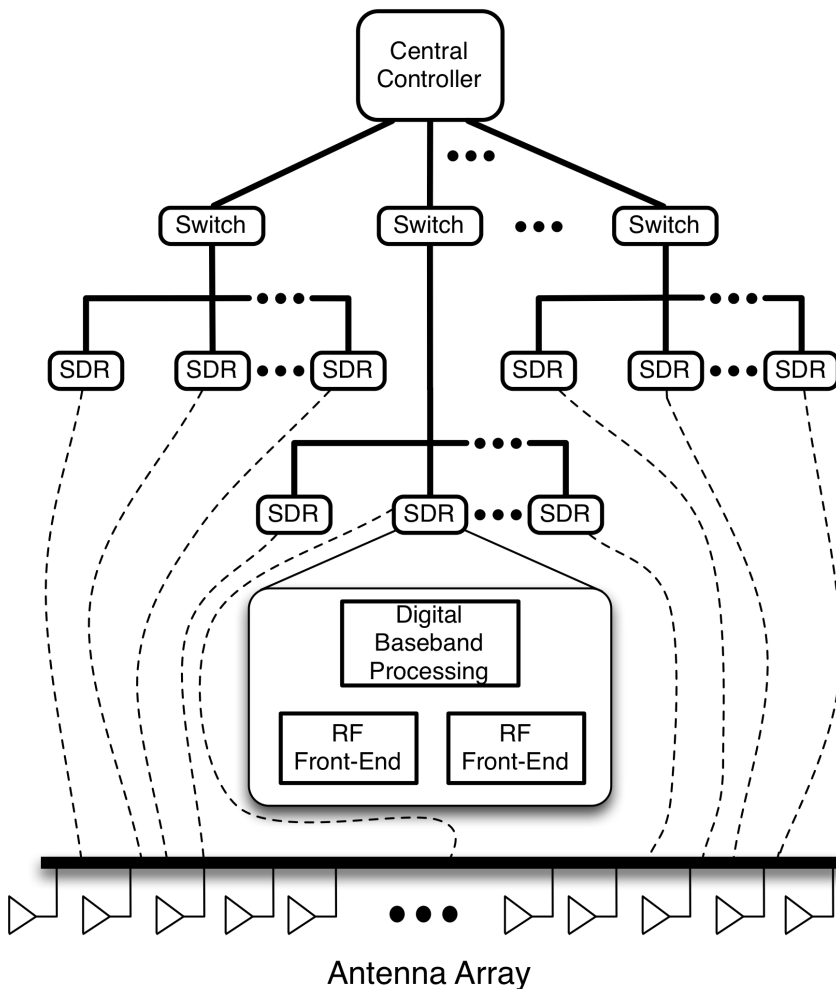 Central
Controller
Switch
Switch
Switch
SDR
SDR
SDR
SDR
SDR
SDR
SDR
SDR
SDR
Digital
Baseband
Processing
RF
Front-End
RF
Front-End
Antenna Array